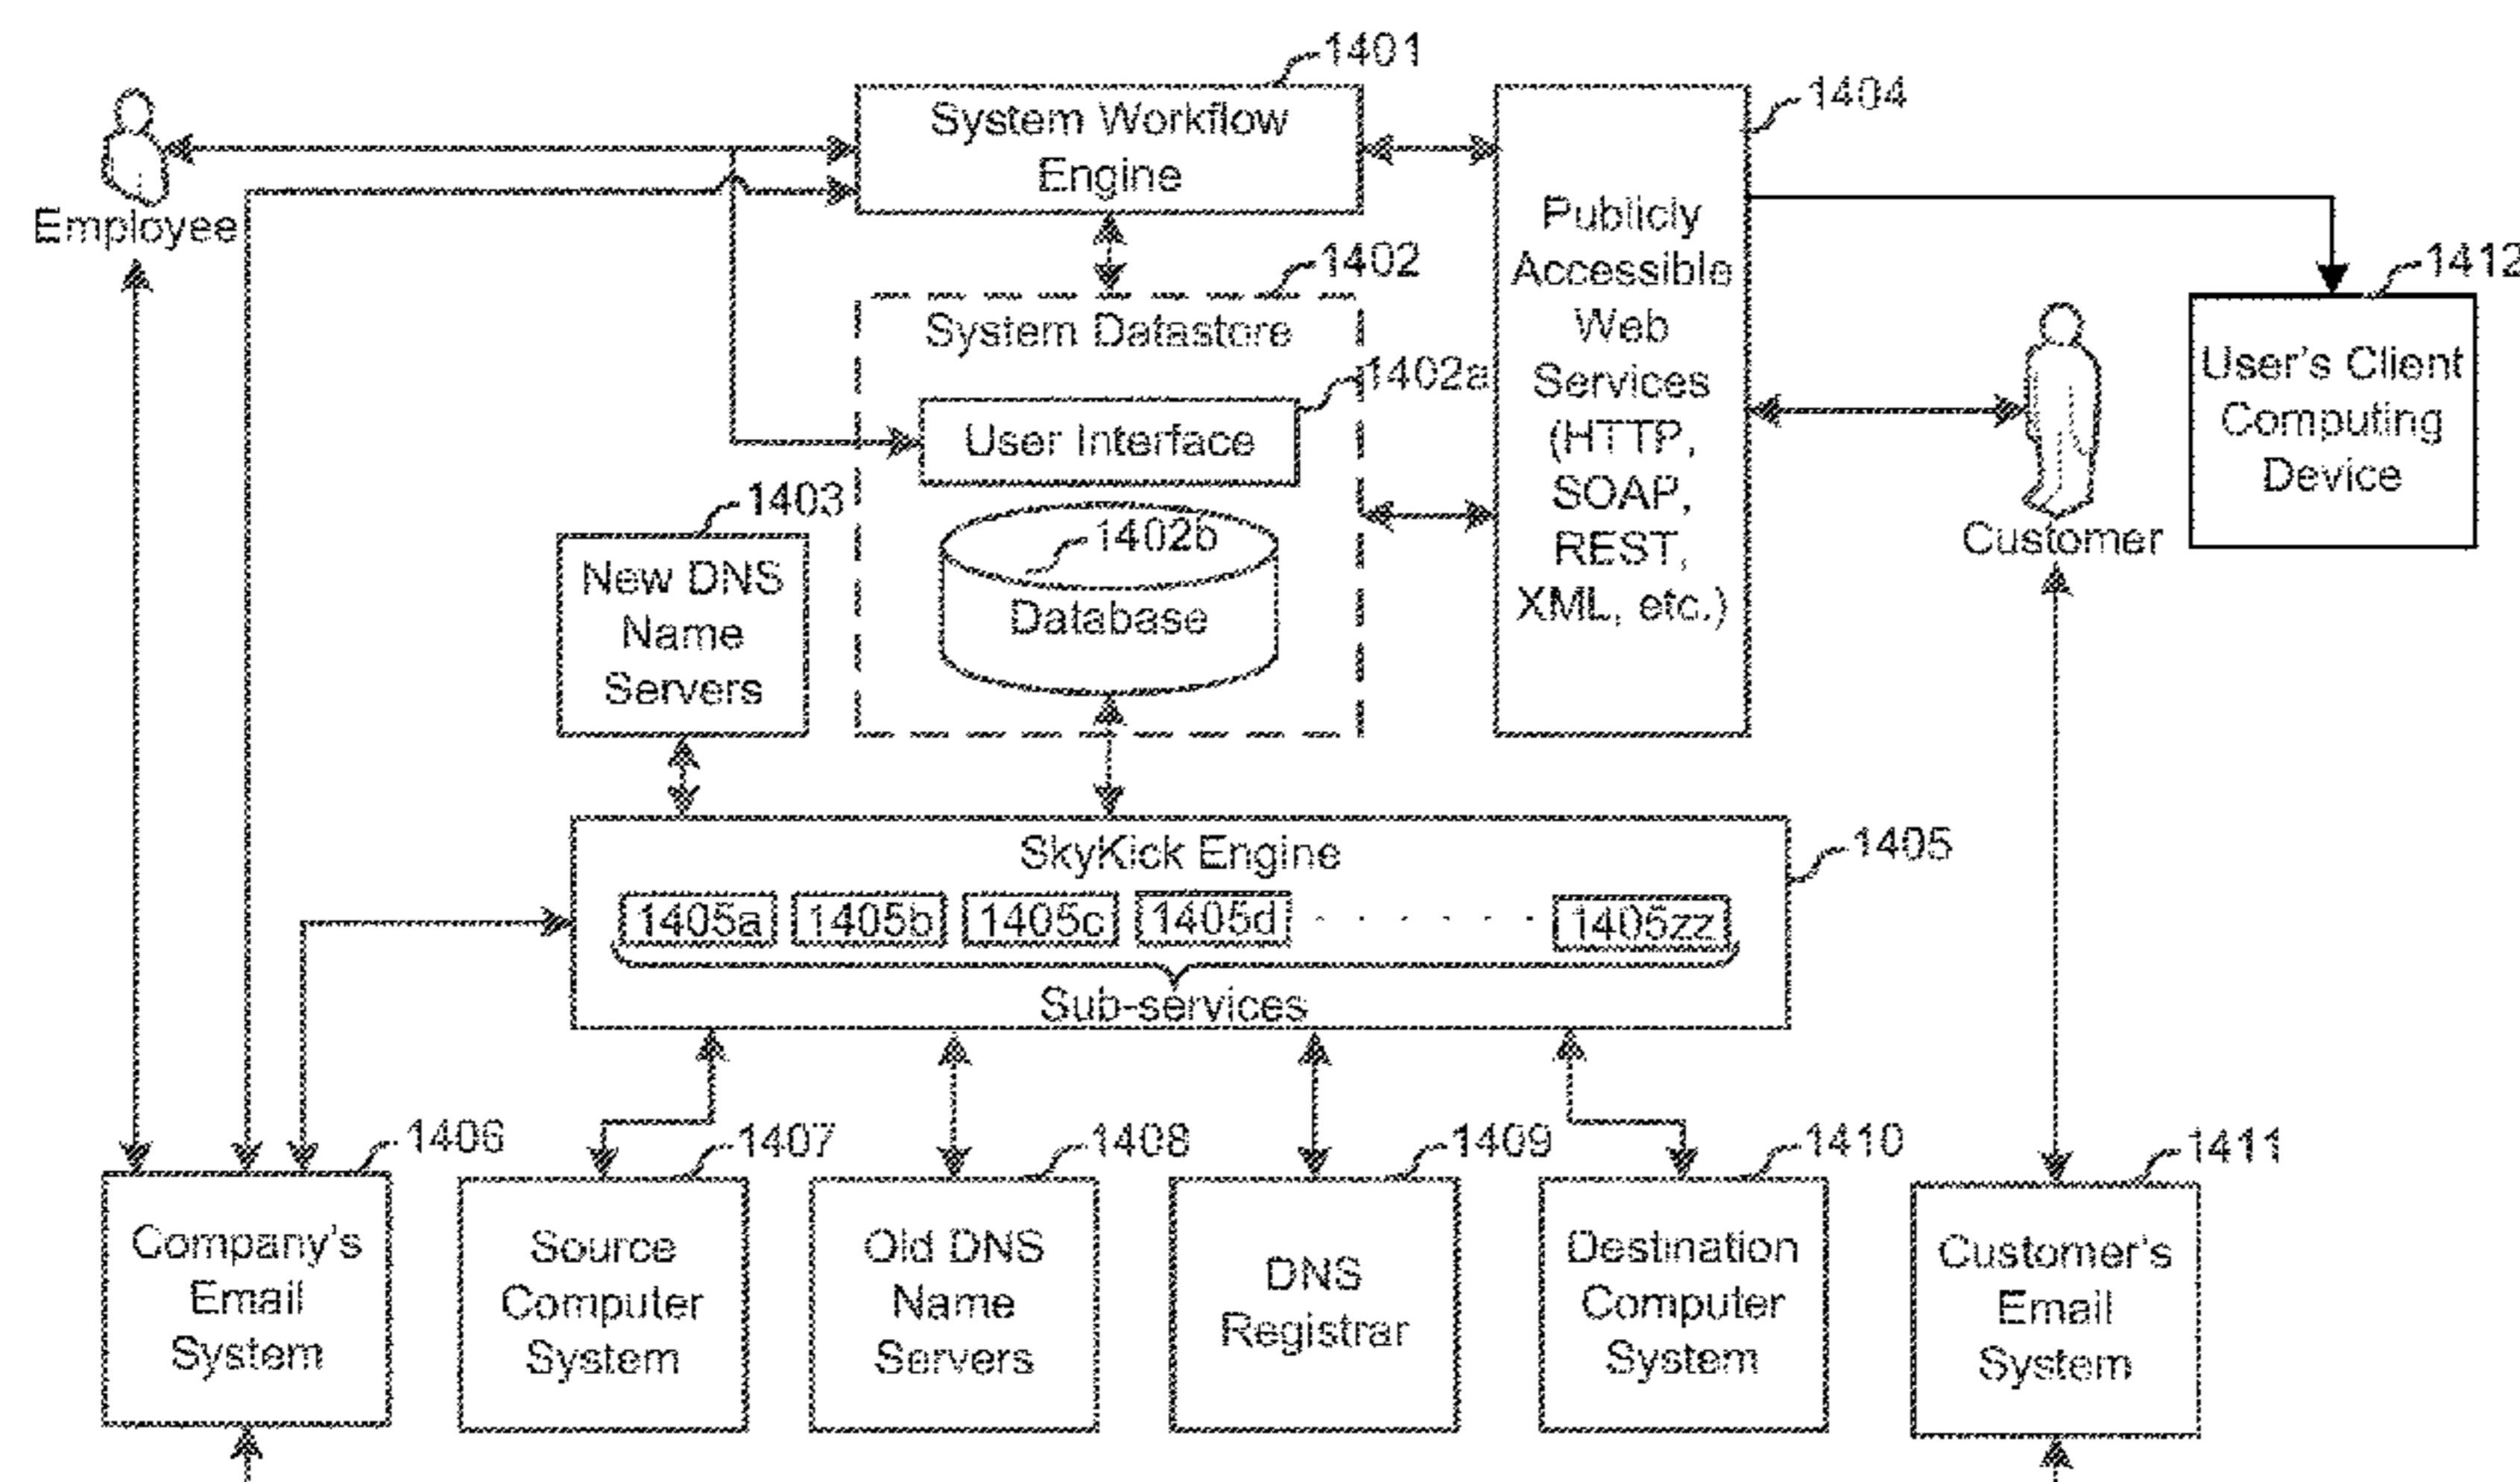 1401
System Workflow
Engine
1404
Employee
Publicly
Accessible
Web
Services
(HTTP,
SOAP,
REST,
XML, etc.)
1402
System Datastore
1402a
User Interface
1402b
Database
1412
User's Client
Computing
Device
Customer
1403
New DNS
Name
Servers
SkyKick Engine
1405
1405a 1405b 1405c 1405d . . . . . . 1405zz
Sub-services
1406
Company's
Email
System
1407
Source
Computer
System
1408
Old DNS
Name
Servers
1409
DNS
Registrar
1410
Destination
Computer
System
1411
Customer's
Email
System